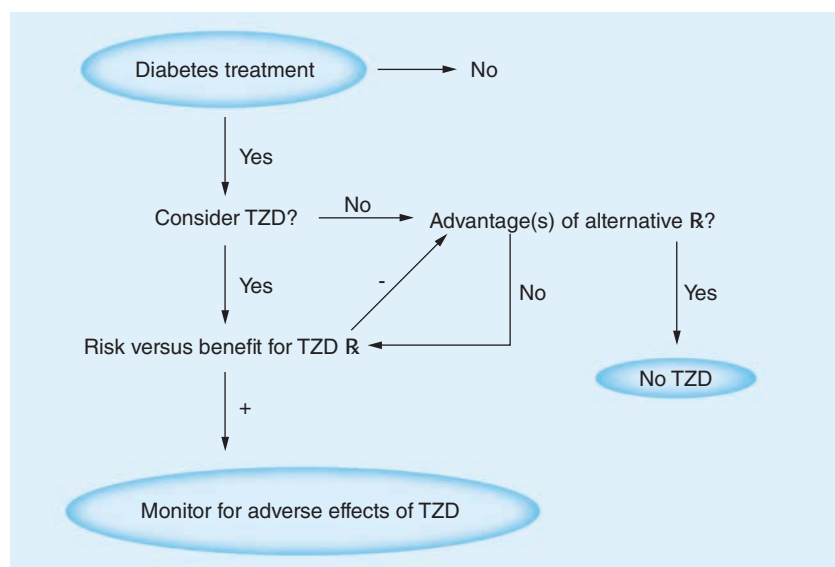 Diabetes treatment
No
Yes
Consider TZD?
No
Advantage(s) of alternative ℞?
Yes
-
No
Yes
Risk versus benefit for TZD ℞
No TZD
+
Monitor for adverse effects of TZD